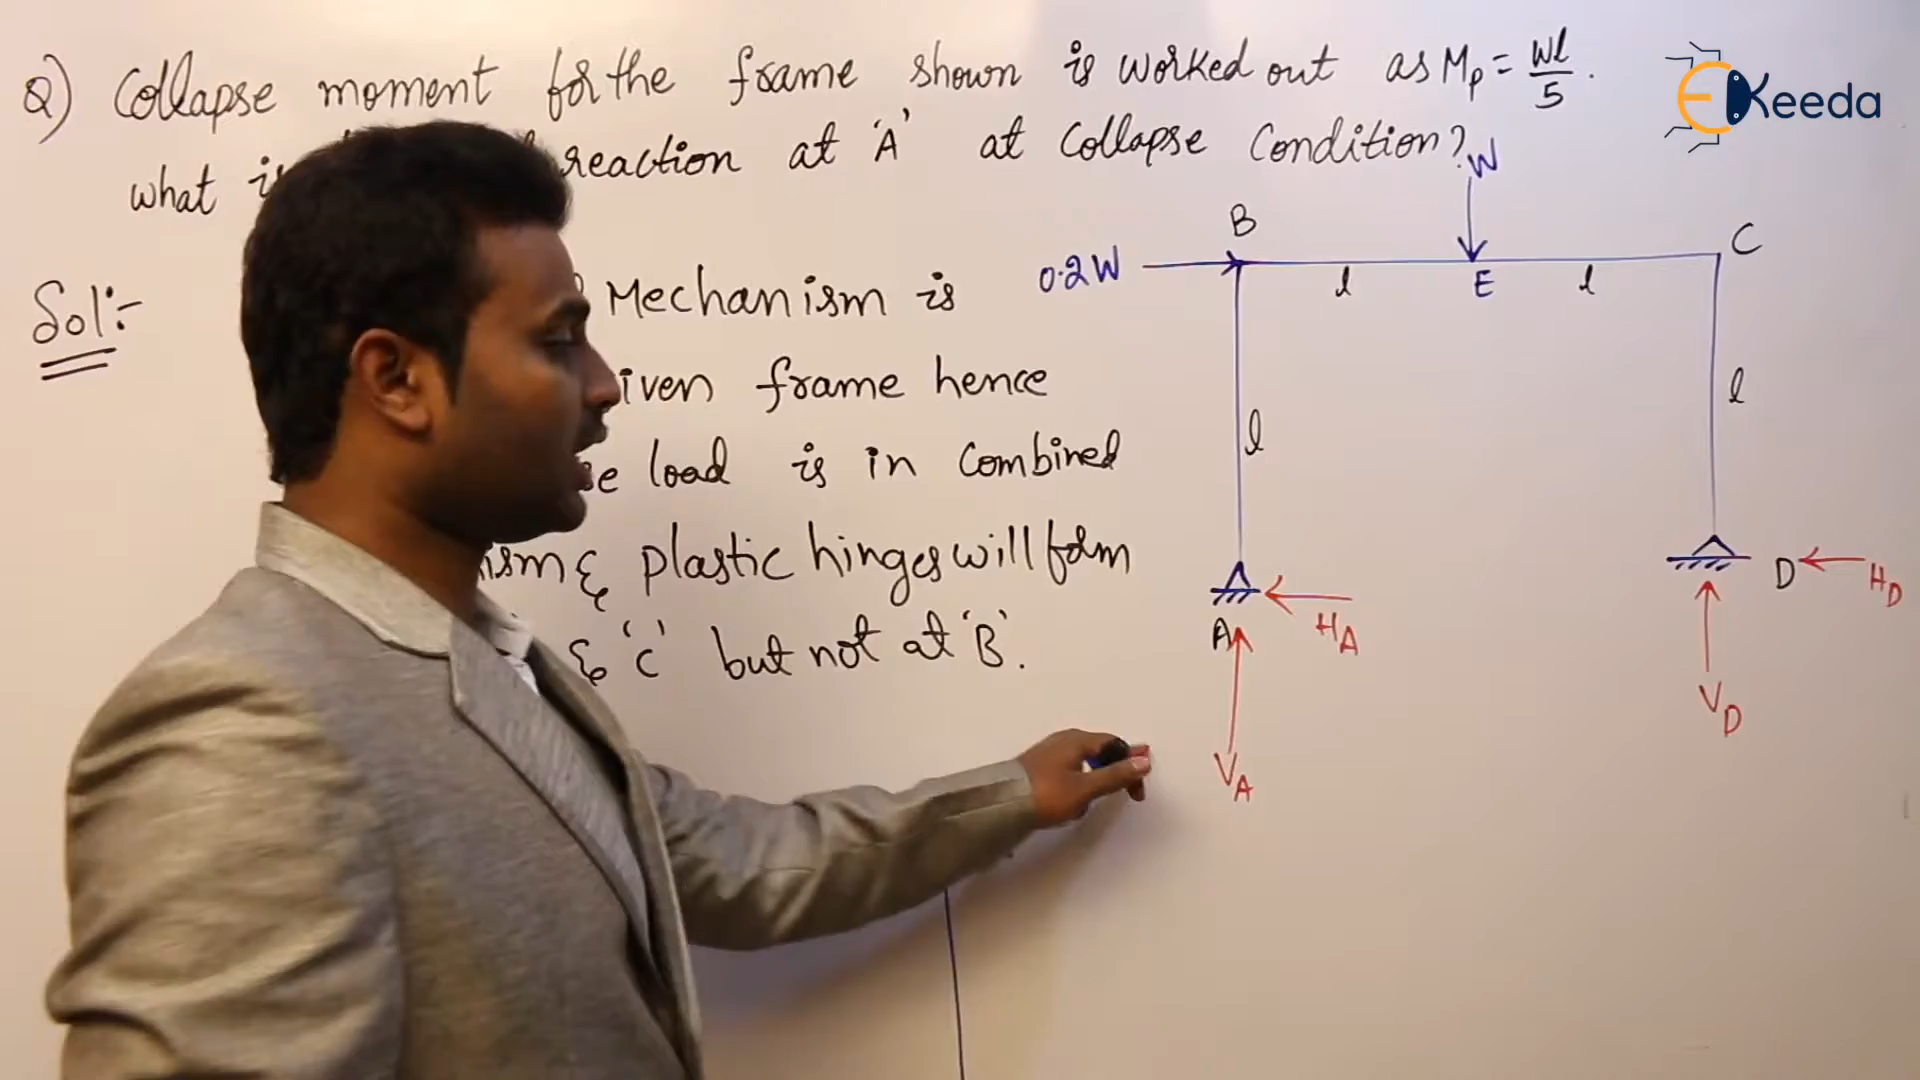 Q) Collapse moment for the frame shown is worked out as Mp = Wl/5.
what i reaction at 'A' at Collapse Condition?
EKeeda
Sol:-
Mechanism is
iven frame hence
se load is in Combined
ism & plastic hinges will form
& 'C' but not at 'B'.
W
B
C
0.2W
l
E
l
l
l
A
HA
VA
D
HD
VD